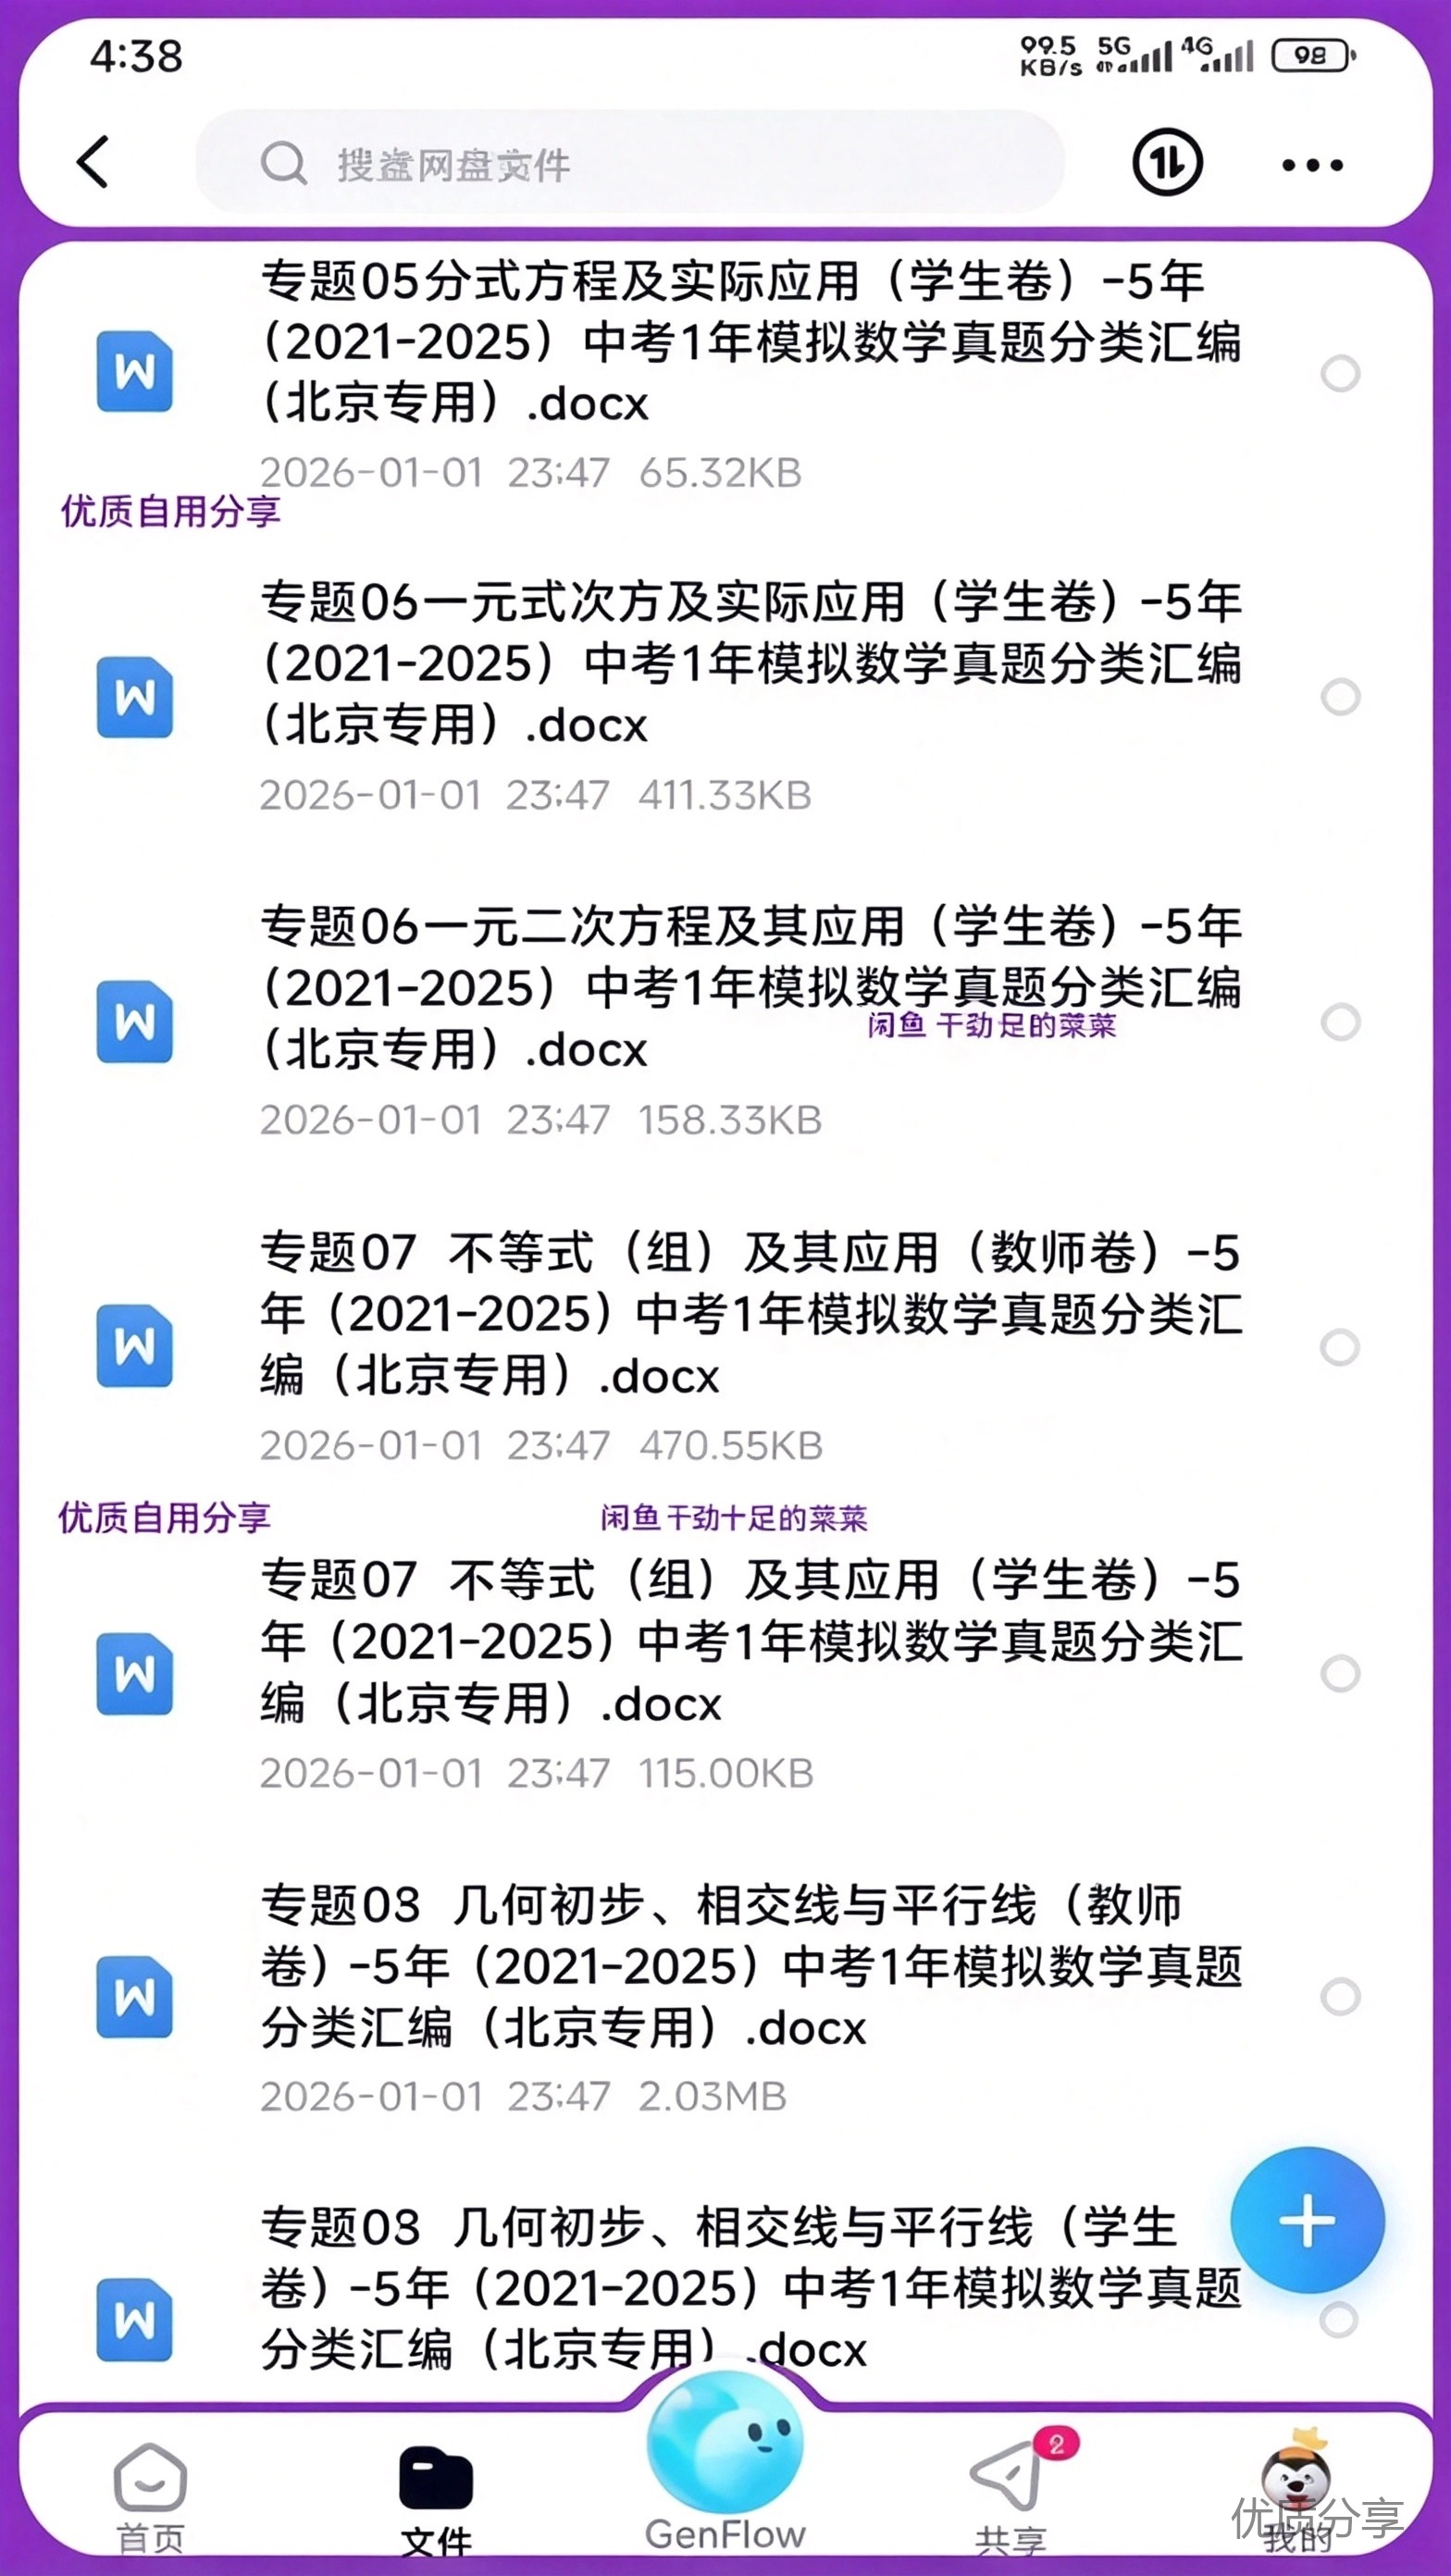 4:38
99.5 KB/s 5G 4G 98
专题05分式方程及实际应用（学生卷）-5年
（2021-2025）中考1年模拟数学真题分类汇编
（北京专用）.docx
2026-01-01 23:47 65.32KB
优质自用分享
专题06一元式次方及实际应用（学生卷）-5年
（2021-2025）中考1年模拟数学真题分类汇编
（北京专用）.docx
2026-01-01 23:47 411.33KB
专题06一元二次方程及其应用（学生卷）-5年
（2021-2025）中考1年模拟数学真题分类汇编
闲鱼 干劲足的菜菜
（北京专用）.docx
2026-01-01 23:47 158.33KB
专题07 不等式（组）及其应用（教师卷）-5
年（2021-2025）中考1年模拟数学真题分类汇
编（北京专用）.docx
2026-01-01 23:47 470.55KB
优质自用分享
闲鱼干劲十足的菜菜
专题07 不等式（组）及其应用（学生卷）-5
年（2021-2025）中考1年模拟数学真题分类汇
编（北京专用）.docx
2026-01-01 23:47 115.00KB
专题08 几何初步、相交线与平行线（教师
卷）-5年（2021-2025）中考1年模拟数学真题
分类汇编（北京专用）.docx
2026-01-01 23:47 2.03MB
专题08 几何初步、相交线与平行线（学生
卷）-5年（2021-2025）中考1年模拟数学真题
分类汇编（北京专用）.docx
首页
文件
GenFlow
共享
2
我的
优质分享